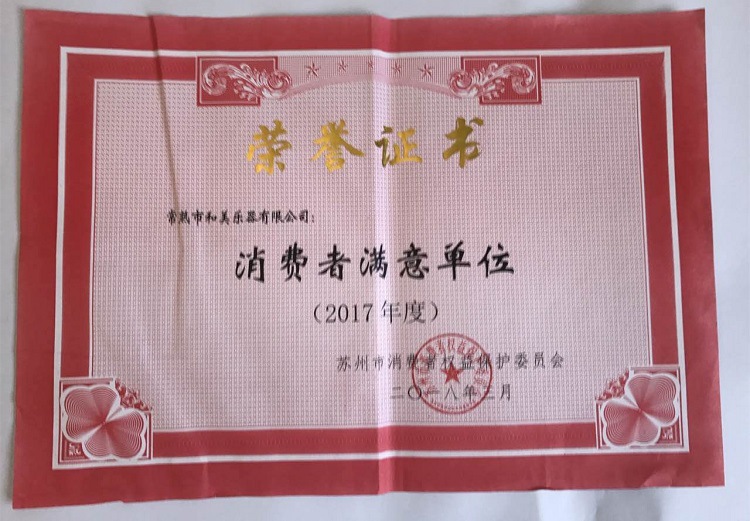 荣誉证书
常熟市和美乐器有限公司：
消费者满意单位
（2017年度）
苏州市消费者权益保护委员会
二〇一八年三月